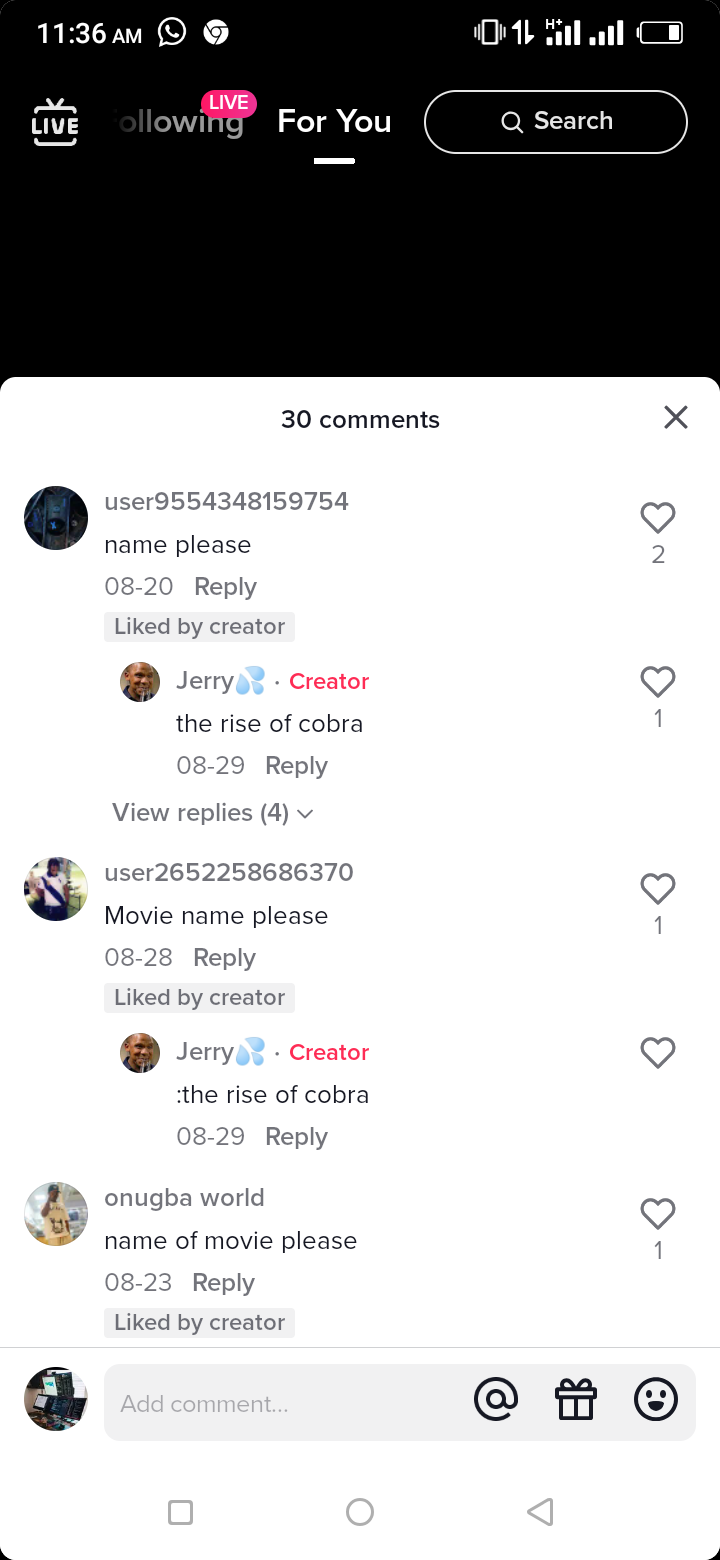 11:36 AM
H+
LIVE
ollowing
LIVE
For You
Search
30 comments
user9554348159754
name please
2
08-20 Reply
Liked by creator
Jerry💦 · Creator
the rise of cobra
1
08-29 Reply
View replies (4)
user2652258686370
Movie name please
1
08-28 Reply
Liked by creator
Jerry💦 · Creator
:the rise of cobra
08-29 Reply
onugba world
name of movie please
1
08-23 Reply
Liked by creator
Add comment...